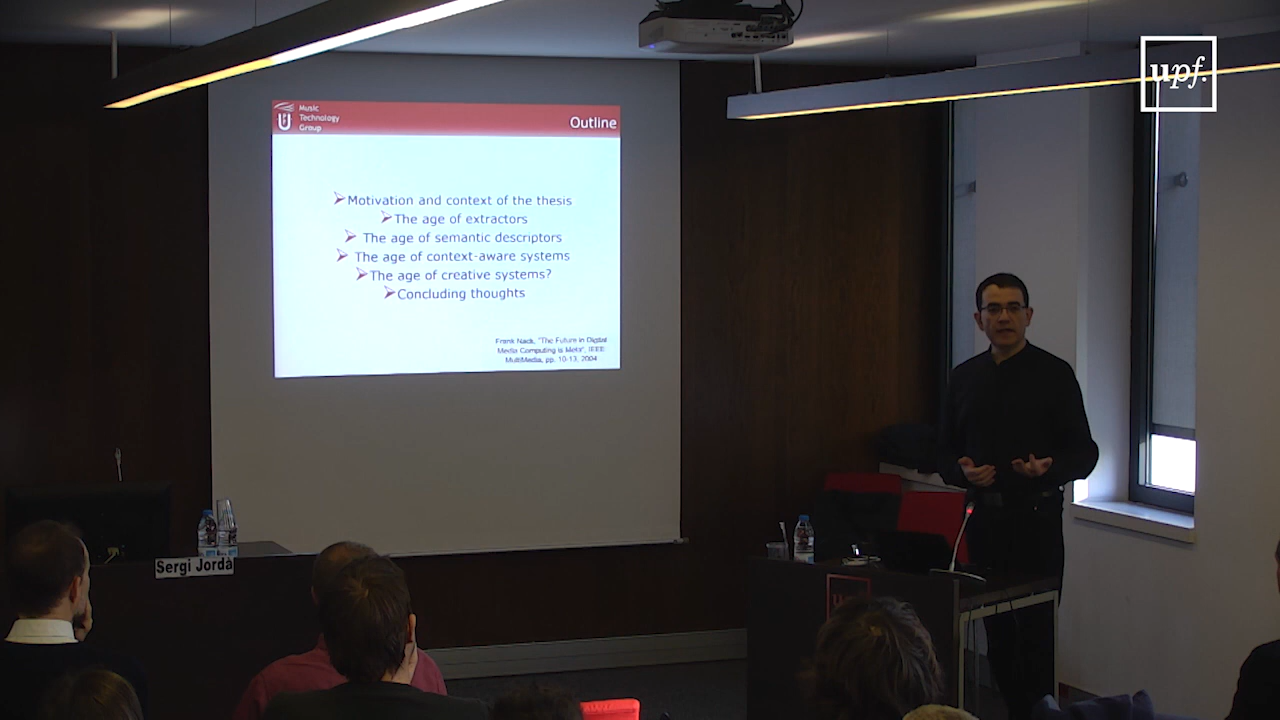 Music
Technology
Group
Outline
Motivation and context of the thesis
The age of extractors
The age of semantic descriptors
The age of context-aware systems
The age of creative systems?
Concluding thoughts
Frank Nack, "The Future in Digital
Media Computing is Meta", IEEE
MultiMedia, pp. 10-13, 2004
upf.
Sergi Jordà